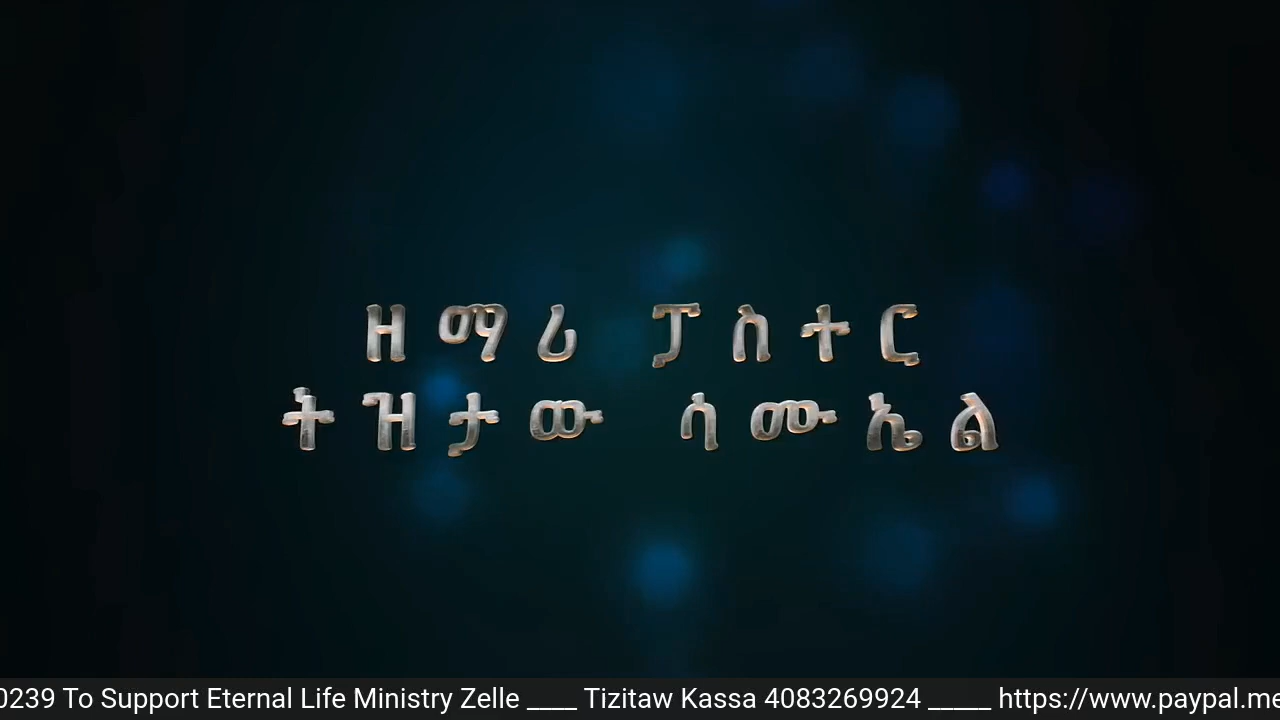 ዘማሪ ፓስተር
ትዝታው ሳሙኤል
0239 To Support Eternal Life Ministry Zelle ____ Tizitaw Kassa 4083269924 _____ https://www.paypal.me